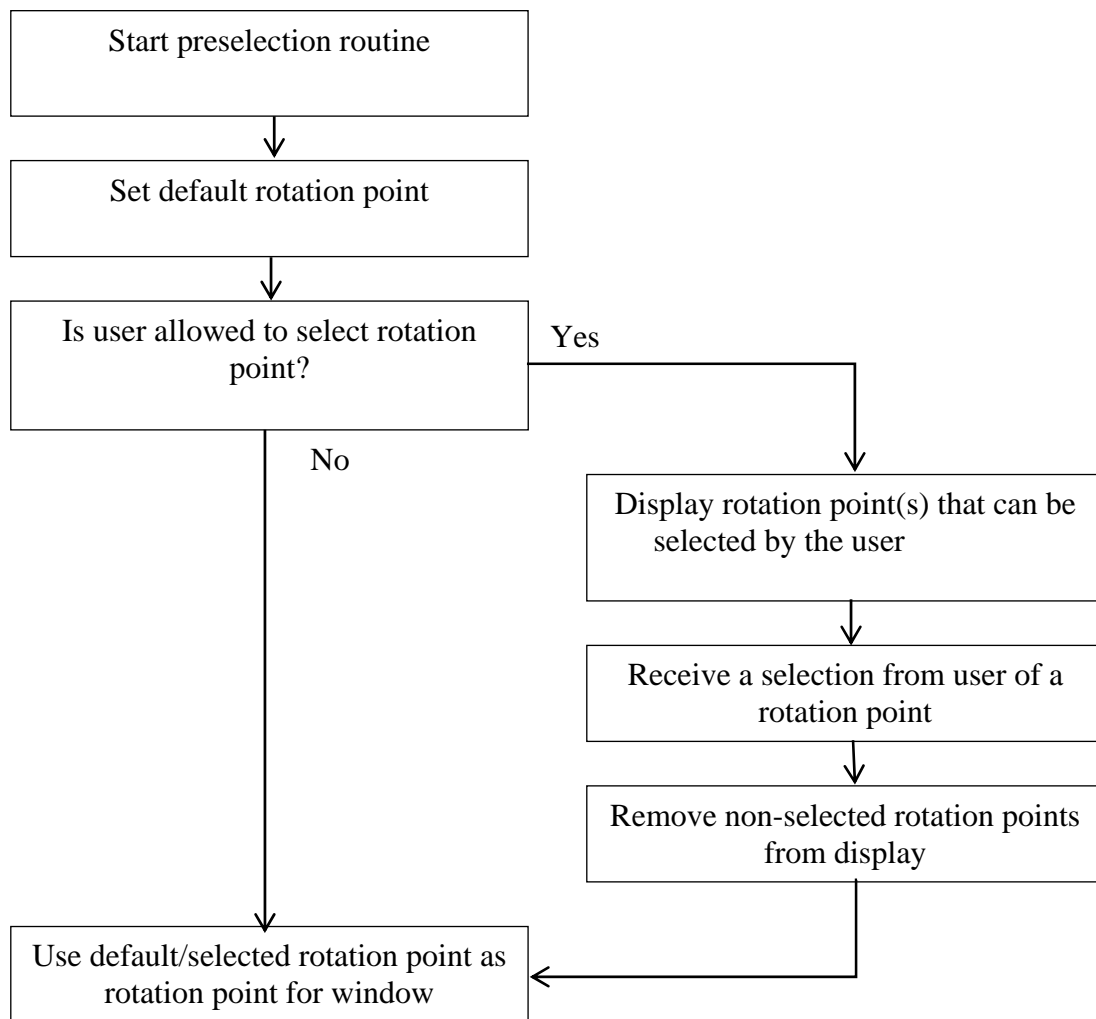 Start preselection routine
Set default rotation point
Is user allowed to select rotation
point?
Yes
No
Display rotation point(s) that can be
selected by the user
Receive a selection from user of a
rotation point
Remove non-selected rotation points
from display
Use default/selected rotation point as
rotation point for window